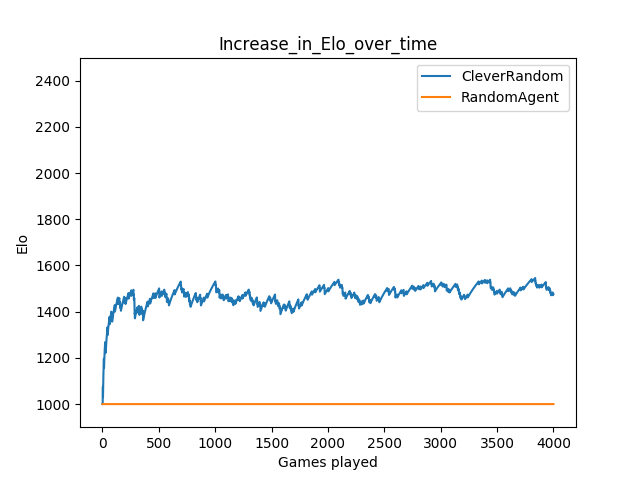 Increase_in_Elo_over_time
CleverRandom
RandomAgent
2400
2200
2000
1800
1600
1400
1200
1000
Elo
0 500 1000 1500 2000 2500 3000 3500 4000
Games played